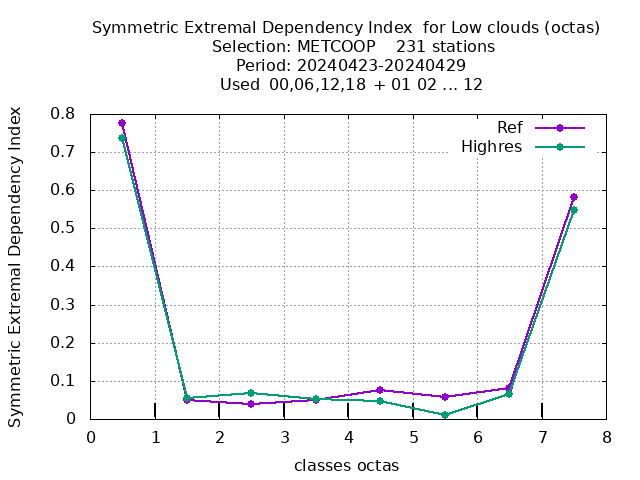 Symmetric Extremal Dependency Index  for Low clouds (octas)
Selection: METCOOP    231 stations
Period: 20240423-20240429
Used  00,06,12,18  + 01 02 ... 12
Symmetric Extremal Dependency Index
0.8
0.7
0.6
0.5
0.4
0.3
0.2
0.1
0
Ref
Highres
0 1 2 3 4 5 6 7 8
classes octas